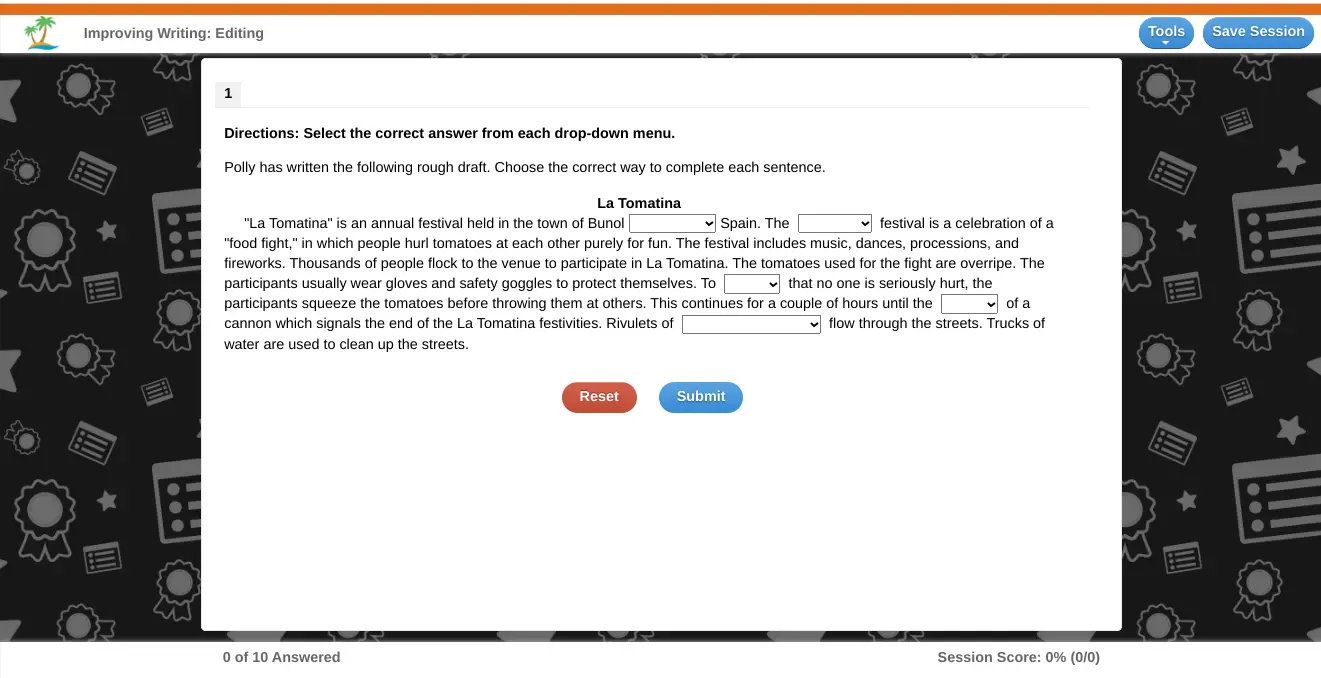 Improving Writing: Editing
Tools
Save Session
1
Directions: Select the correct answer from each drop-down menu.
Polly has written the following rough draft. Choose the correct way to complete each sentence.
La Tomatina
"La Tomatina" is an annual festival held in the town of Bunol Spain. The festival is a celebration of a
"food fight," in which people hurl tomatoes at each other purely for fun. The festival includes music, dances, processions, and
fireworks. Thousands of people flock to the venue to participate in La Tomatina. The tomatoes used for the fight are overripe. The
participants usually wear gloves and safety goggles to protect themselves. To that no one is seriously hurt, the
participants squeeze the tomatoes before throwing them at others. This continues for a couple of hours until the of a
cannon which signals the end of the La Tomatina festivities. Rivulets of flow through the streets. Trucks of
water are used to clean up the streets.
Reset
Submit
0 of 10 Answered
Session Score: 0% (0/0)